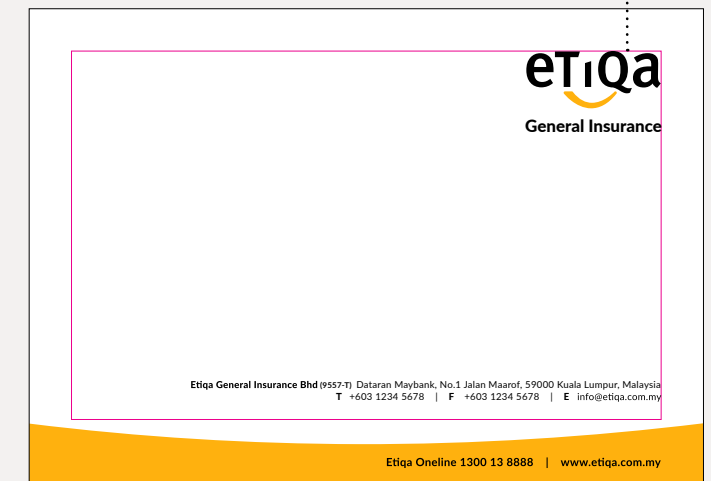 eTiQa
General Insurance
Etiqa General Insurance Bhd (9557-T) Dataran Maybank, No.1 Jalan Maarof, 59000 Kuala Lumpur, Malaysia
T +603 1234 5678 | F +603 1234 5678 | E info@etiqa.com.my
Etiqa Oneline 1300 13 8888 | www.etiqa.com.my